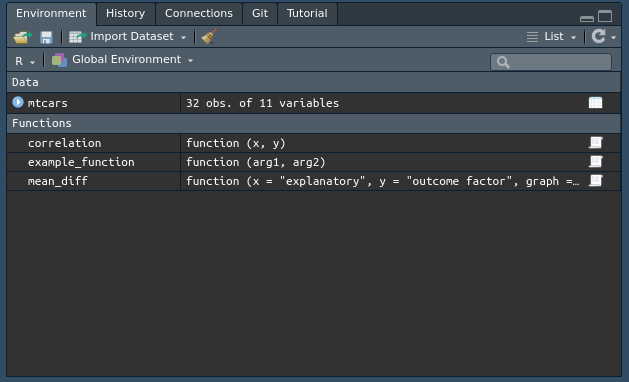 Environment History Connections Git Tutorial
Import Dataset List
R Global Environment
Data
mtcars 32 obs. of 11 variables
Functions
correlation function (x, y)
example_function function (arg1, arg2)
mean_diff function (x = "explanatory", y = "outcome factor", graph =…